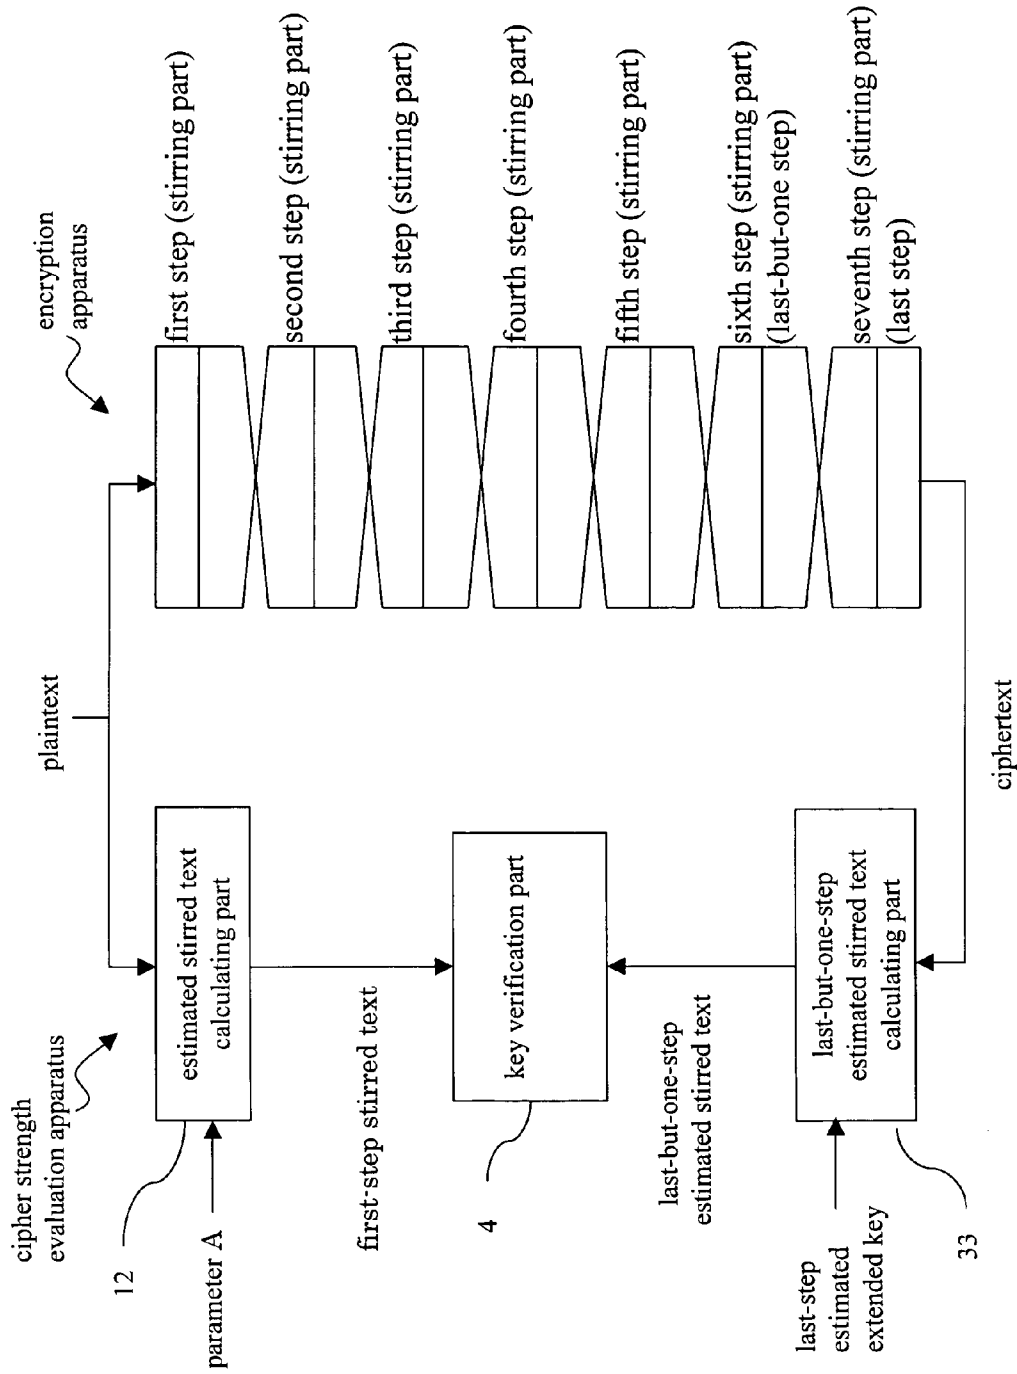 cipher strength
evaluation apparatus
plaintext
encryption
apparatus
12
parameter A
estimated stirred text
calculating part
first-step stirred text
4
key verification part
last-but-one-step
estimated stirred text
last-step
estimated
extended key
33
last-but-one-step
estimated stirred text
calculating part
ciphertext
first step (stirring part)
second step (stirring part)
third step (stirring part)
fourth step (stirring part)
fifth step (stirring part)
sixth step (stirring part)
(last-but-one step)
seventh step (stirring part)
(last step)